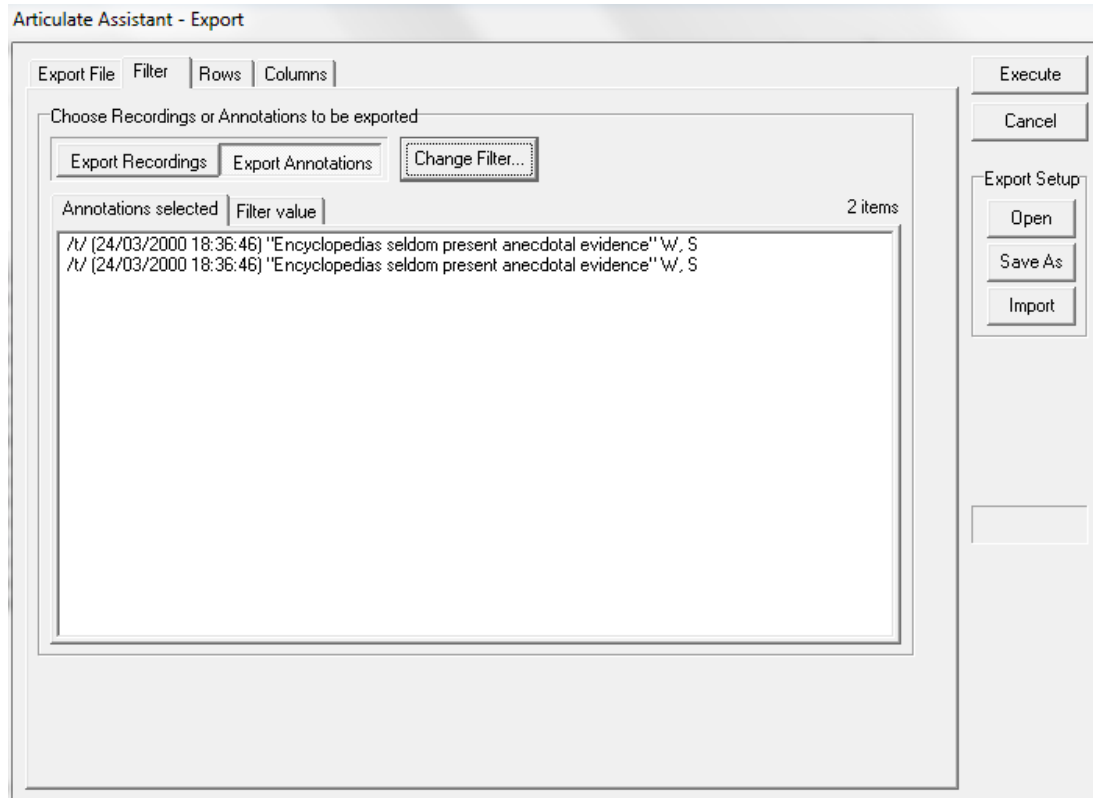 Articulate Assistant - Export
Export File Filter Rows Columns
Execute
Cancel
Choose Recordings or Annotations to be exported
Export Recordings Export Annotations Change Filter...
Export Setup
Open
Save As
Import
Annotations selected Filter value 2 items
/t/ (24/03/2000 18:36:46) "Encyclopedias seldom present anecdotal evidence" W, S
/t/ (24/03/2000 18:36:46) "Encyclopedias seldom present anecdotal evidence" W, S